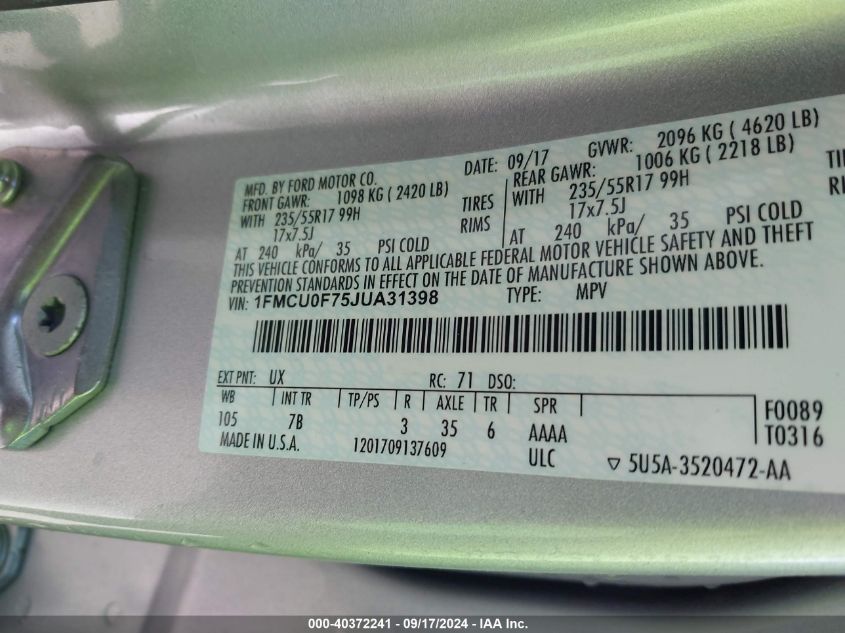 MFD. BY FORD MOTOR CO. DATE: 09/17 GVWR: 2096 KG ( 4620 LB)
FRONT GAWR: 1098 KG ( 2420 LB) REAR GAWR: 1006 KG ( 2218 LB)
WITH 235/55R17 99H TIRES WITH 235/55R17 99H
17x7.5J RIMS 17x7.5J
AT 240 kPa/ 35 PSI COLD AT 240 kPa/ 35 PSI COLD
THIS VEHICLE CONFORMS TO ALL APPLICABLE FEDERAL MOTOR VEHICLE SAFETY AND THEFT
PREVENTION STANDARDS IN EFFECT ON THE DATE OF MANUFACTURE SHOWN ABOVE.
VIN: 1FMCU0F75JUA31398 TYPE: MPV
EXT PNT: UX RC: 71 DSO:
WB INT TR TP/PS R AXLE TR SPR F0089
105 7B 3 35 6 AAAA T0316
MADE IN U.S.A. 1201709137609 ULC 5U5A-3520472-AA
000-40372241 - 09/17/2024 - IAA Inc.